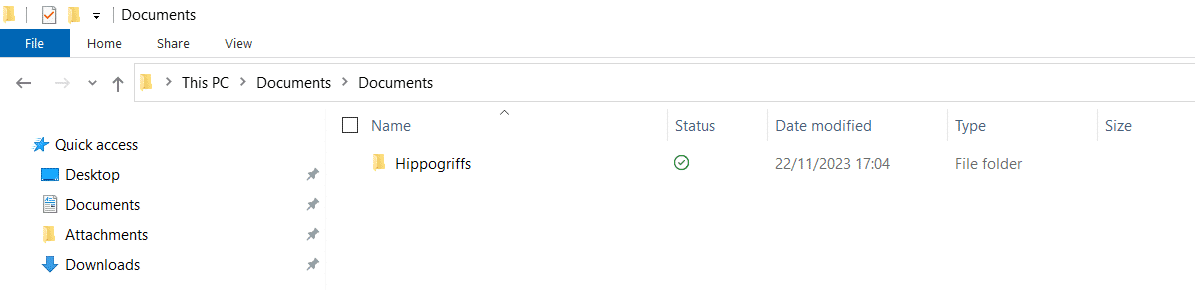 Documents
File Home Share View
This PC Documents Documents
Name Status Date modified Type Size
Quick access
Hippogriffs 22/11/2023 17:04 File folder
Desktop
Documents
Attachments
Downloads